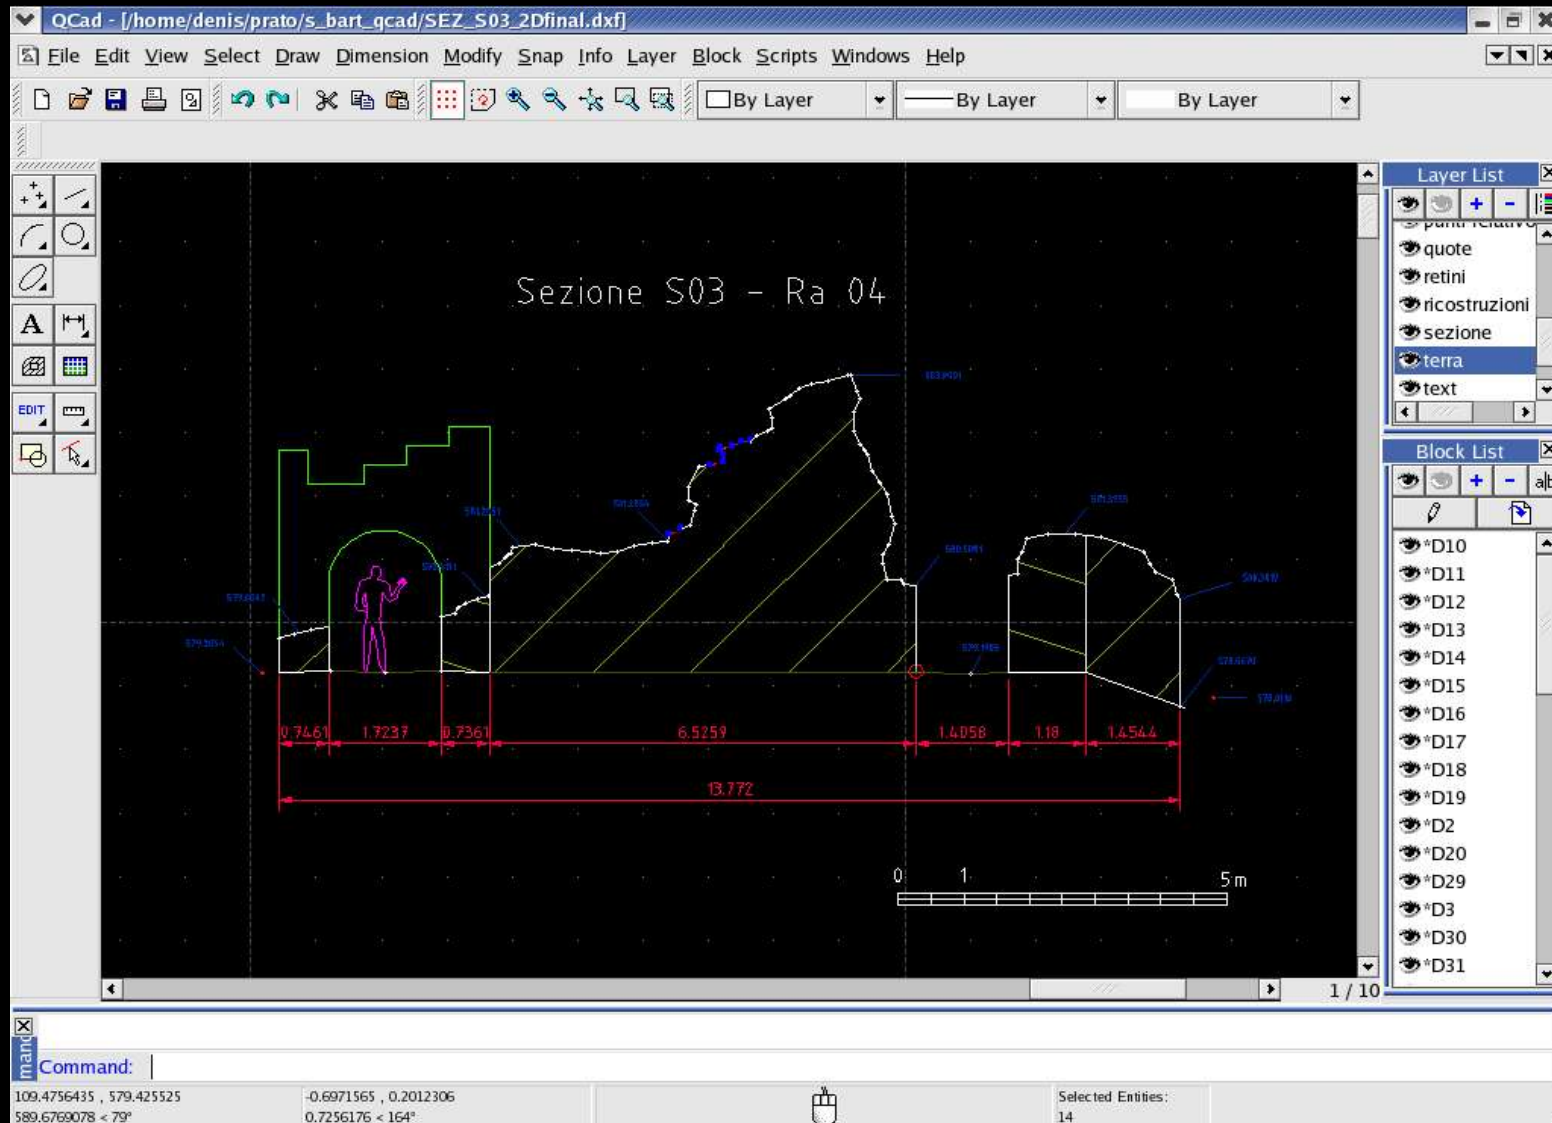 QCad - [/home/denis/prato/s_bart_qcad/SEZ_S03_2Dfinal.dxf]
File Edit View Select Draw Dimension Modify Snap Info Layer Block Scripts Windows Help
By Layer By Layer By Layer
Layer List
quote
retini
ricostruzioni
sezione
terra
text
A
EDIT
Sezione S03 - Ra 04
0.7461 1.7237 0.7361 6.5259 1.4058 1.18 1.4544
13.772
0 1 5 m
Block List
*D10
*D11
*D12
*D13
*D14
*D15
*D16
*D17
*D18
*D19
*D2
*D20
*D29
*D3
*D30
*D31
1 / 10
Command:
109.4756435 , 579.425525
589.6769078 < 79°
-0.6971565 , 0.2012306
0.7256176 < 164°
Selected Entities:
14